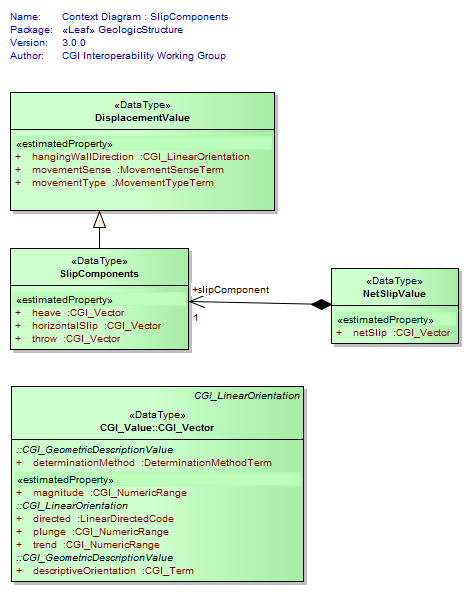 Name: Context Diagram : SlipComponents
Package: «Leaf» GeologicStructure
Version: 3.0.0
Author: CGI Interoperability Working Group
«DataType»
DisplacementValue
«estimatedProperty»
+ hangingWallDirection :CGI_LinearOrientation
+ movementSense :MovementSenseTerm
+ movementType :MovementTypeTerm
«DataType»
SlipComponents
«estimatedProperty»
+ heave :CGI_Vector
+ horizontalSlip :CGI_Vector
+ throw :CGI_Vector
+slipComponent
1
«DataType»
NetSlipValue
«estimatedProperty»
+ netSlip :CGI_Vector
CGI_LinearOrientation
«DataType»
CGI_Value::CGI_Vector
::CGI_GeometricDescriptionValue
+ determinationMethod :DeterminationMethodTerm
«estimatedProperty»
+ magnitude :CGI_NumericRange
::CGI_LinearOrientation
+ directed :LinearDirectedCode
+ plunge :CGI_NumericRange
+ trend :CGI_NumericRange
::CGI_GeometricDescriptionValue
+ descriptiveOrientation :CGI_Term